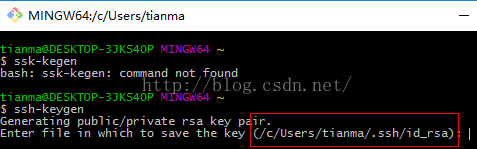 MINGW64:/c/Users/tianma
tianma@DESKTOP-3JKS4OP MINGW64 ~
$ ssk-kegen
bash: ssk-kegen: command not found
http://blog.csdn.net/
tianma@DESKTOP-3JKS4OP MINGW64 ~
$ ssh-keygen
Generating public/private rsa key pair.
Enter file in which to save the key (/c/Users/tianma/.ssh/id_rsa):